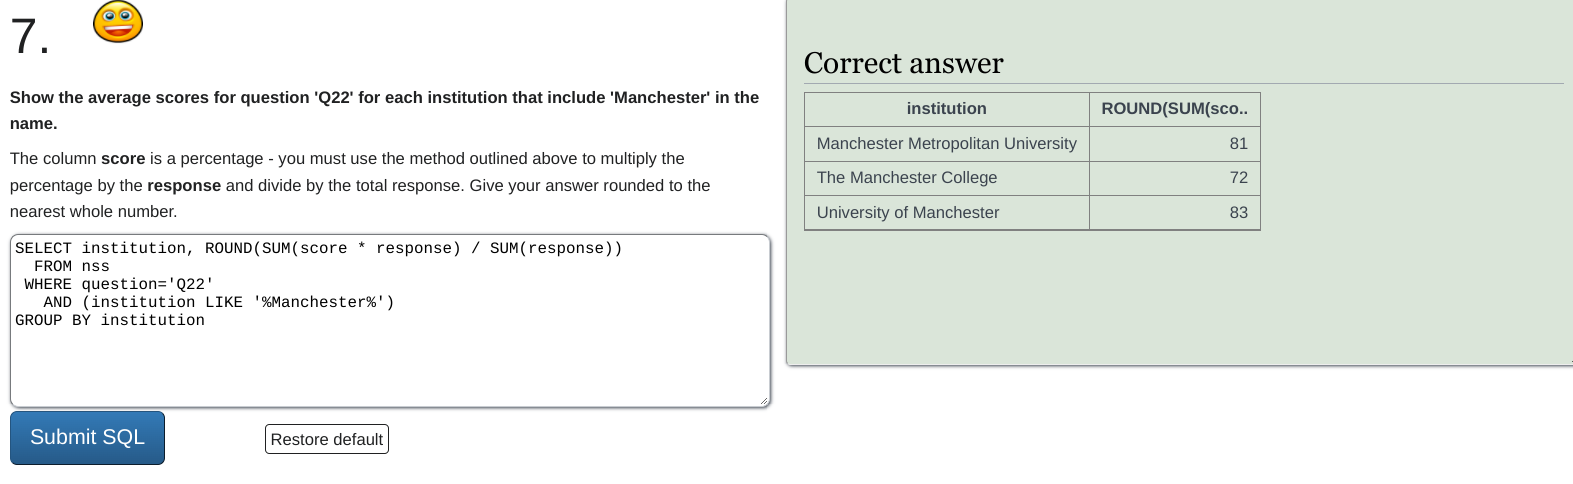 7.
Show the average scores for question 'Q22' for each institution that include 'Manchester' in the
name.
The column score is a percentage - you must use the method outlined above to multiply the
percentage by the response and divide by the total response. Give your answer rounded to the
nearest whole number.
SELECT institution, ROUND(SUM(score * response) / SUM(response))
  FROM nss
 WHERE question='Q22'
   AND (institution LIKE '%Manchester%')
GROUP BY institution
Submit SQL
Restore default
Correct answer
institution ROUND(SUM(sco..
Manchester Metropolitan University 81
The Manchester College 72
University of Manchester 83